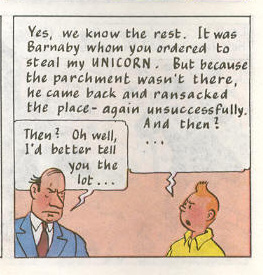 Yes, we know the rest. It was
Barnaby whom you ordered to
steal my UNICORN. But because
the parchment wasn't there,
he came back and ransacked
the place - again unsuccessfully.
And then?
...
Then? Oh well,
I'd better tell
you the
lot...